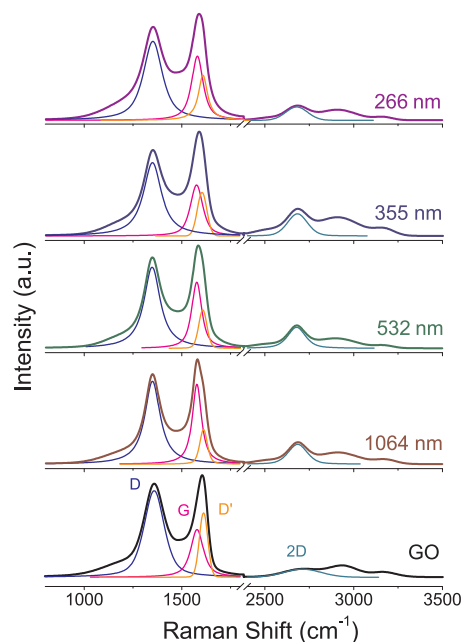 266 nm
355 nm
532 nm
1064 nm
D
G
D'
2D
GO
1000 1500 2500 3000 3500
Raman Shift (cm-1)
Intensity (a.u.)